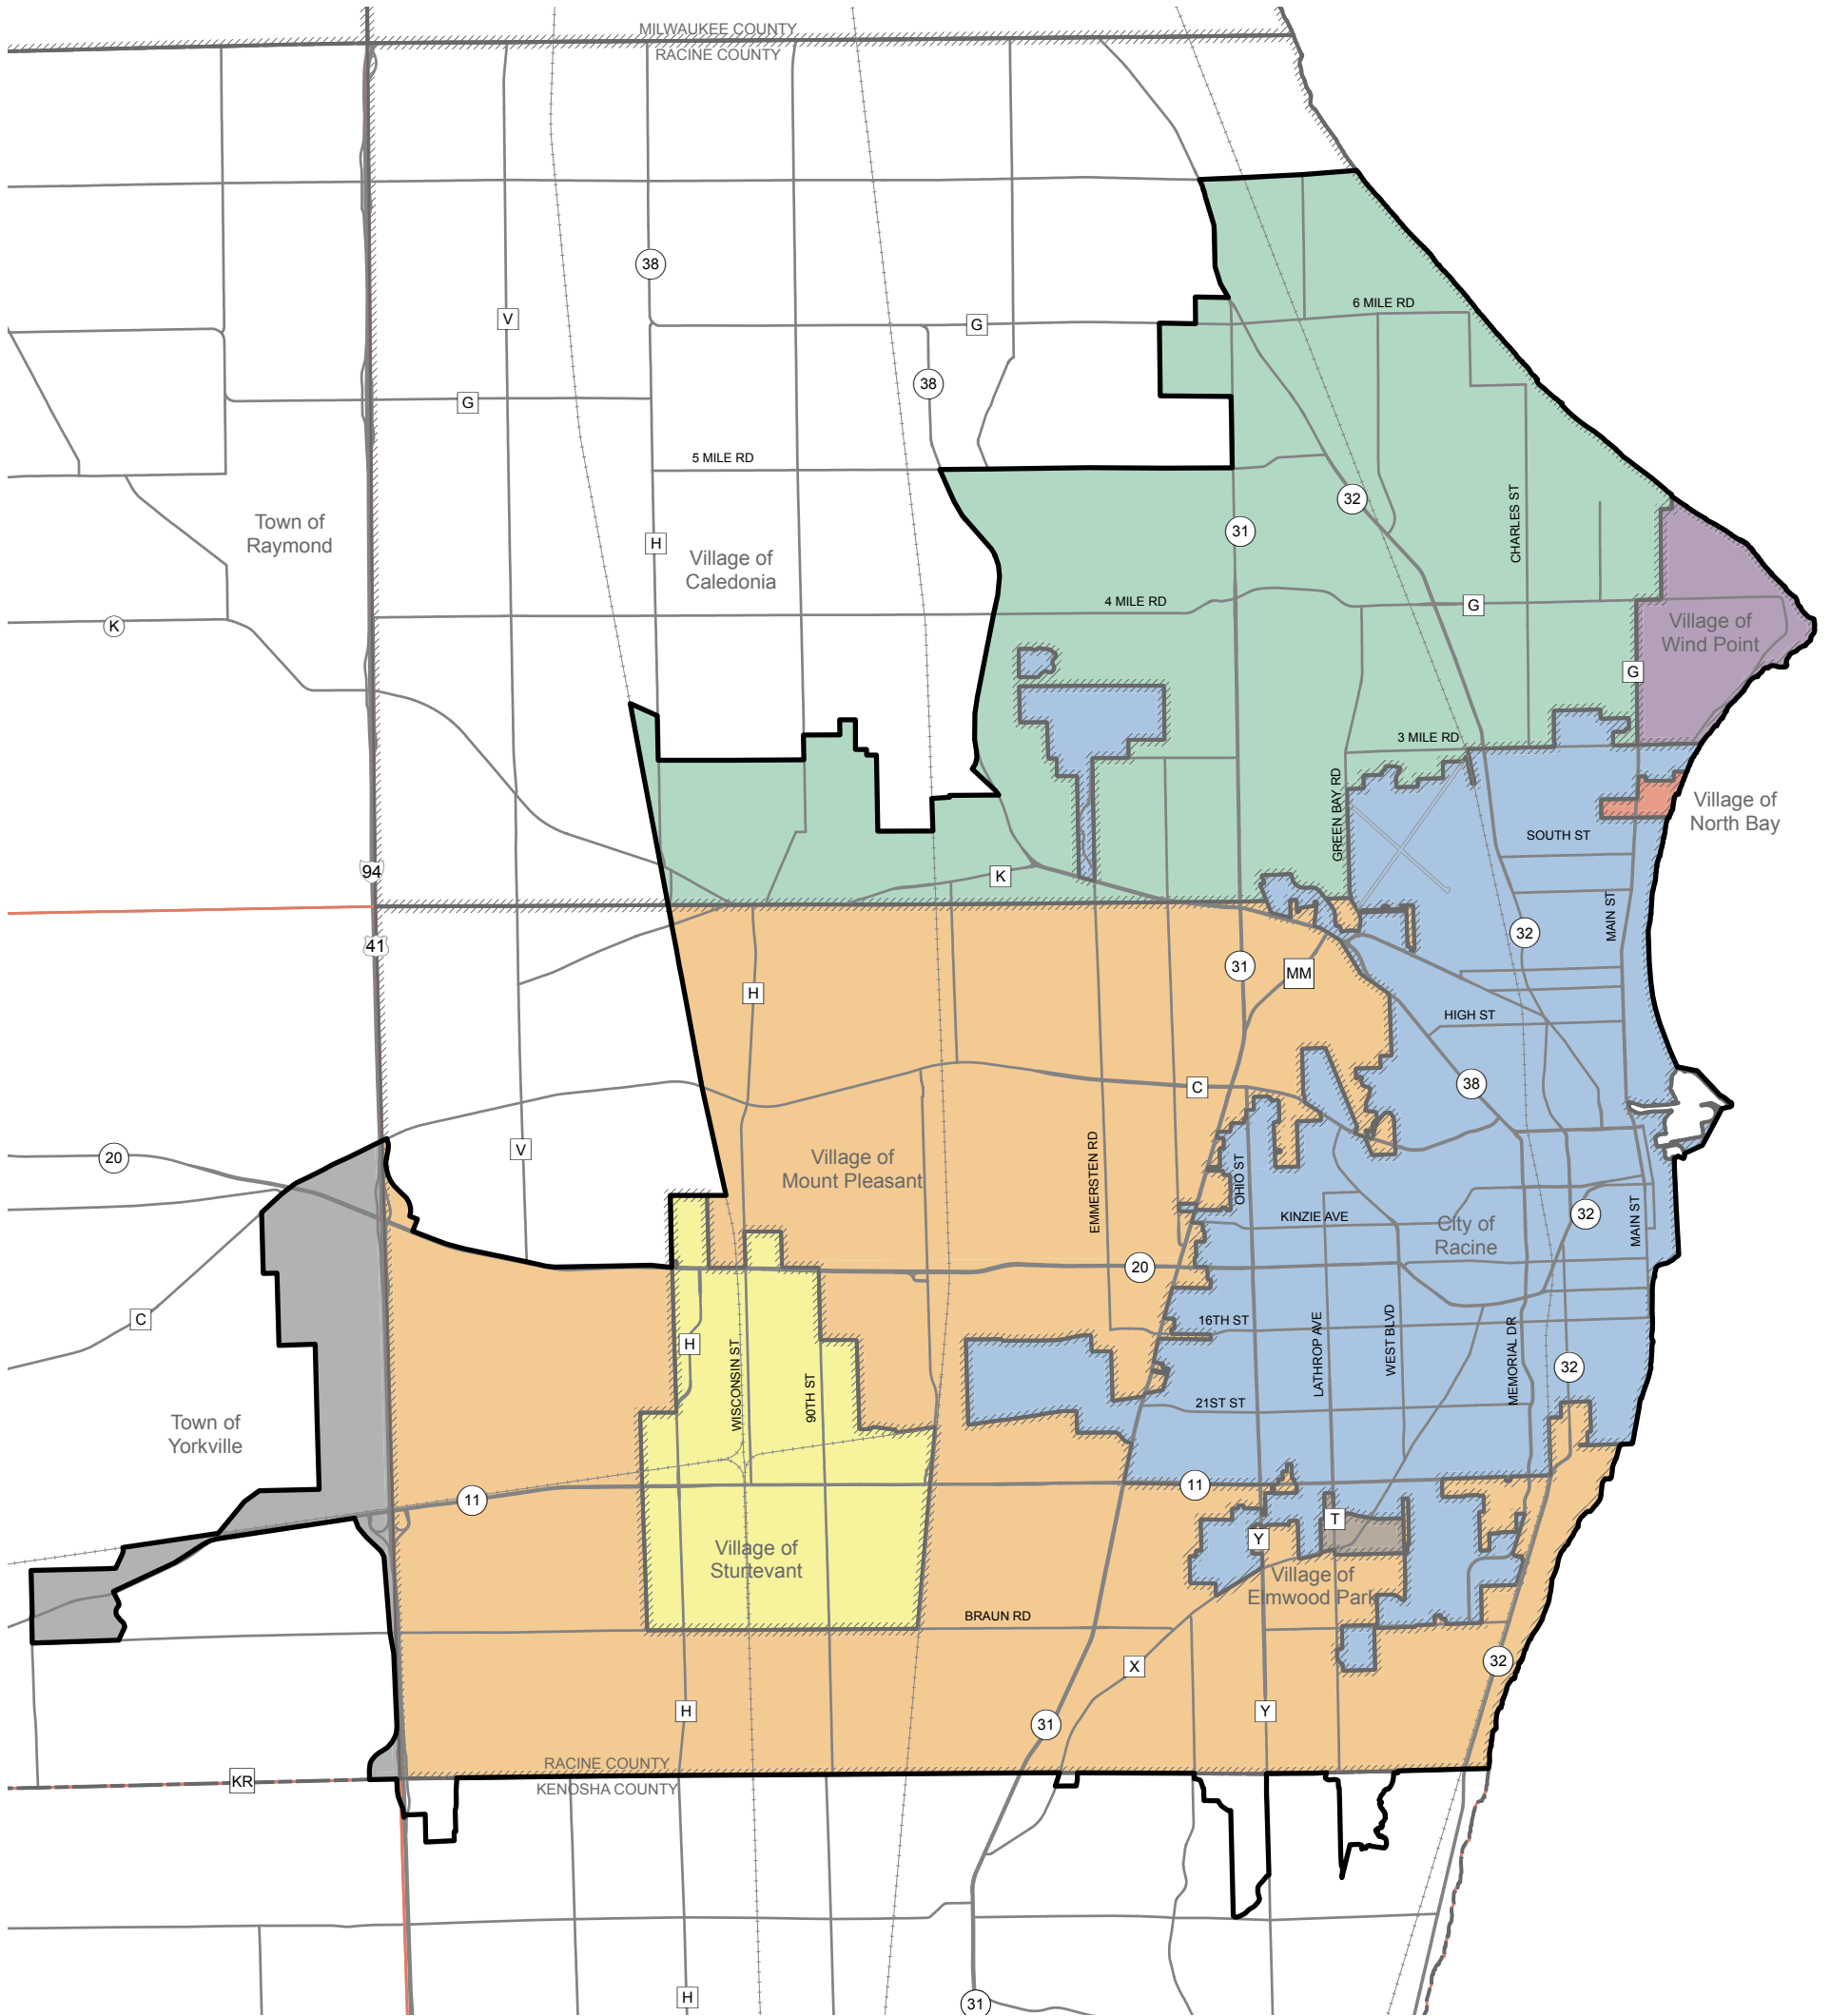 MILWAUKEE COUNTY
RACINE COUNTY
38
6 MILE RD
V
G
38
G
5 MILE RD
32
CHARLES ST
Town of
Raymond
31
H
Village of
Caledonia
4 MILE RD
G
K
Village of
Wind Point
G
3 MILE RD
GREEN BAY RD
Village of
North Bay
SOUTH ST
94
K
MAIN ST
32
41
31
MM
H
HIGH ST
38
C
20
V
Village of
Mount Pleasant
EMMERSTEN RD
OHIO ST
KINZIE AVE
32
City of
Racine
MAIN ST
20
C
16TH ST
H
LATHROP AVE
WEST BLVD
MEMORIAL DR
32
WISCONSIN ST
90TH ST
21ST ST
Town of
Yorkville
11
11
T
Y
Village of
Sturtevant
Village of
Elmwood Park
BRAUN RD
X
32
H
31
Y
RACINE COUNTY
KR
KENOSHA COUNTY
H
31